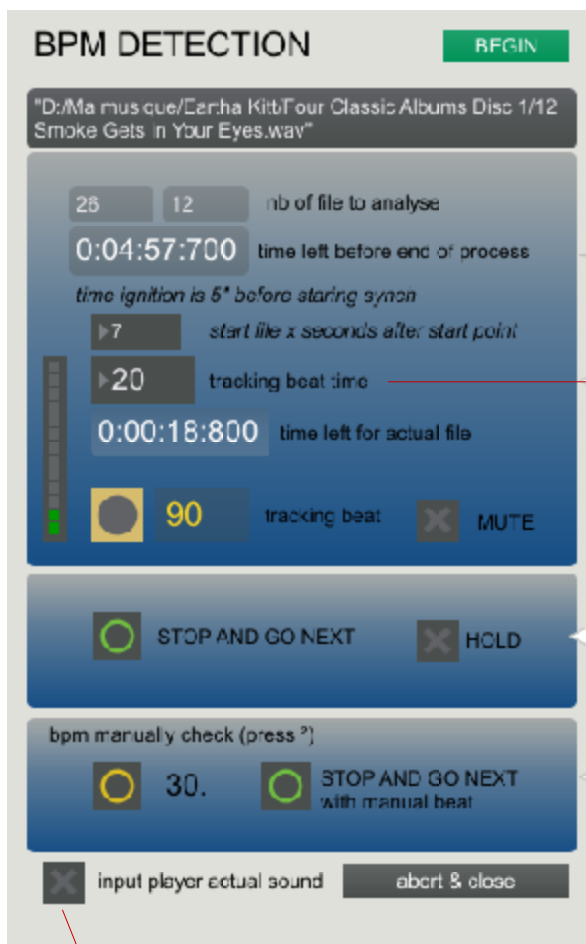 BPM DETECTION
BEGIN
"D:/Ma musique/Eartha Kitt/Four Classic Albums Disc 1/12
Smoke Gets In Your Eyes.wav"
26 12 nb of file to analyse
0:04:57:700 time left before end of process
time ignition is 5" before staring synch
7 start file x seconds after start point
20 tracking beat time
0:00:18:800 time left for actual file
90 tracking beat MUTE
STOP AND GO NEXT HOLD
bpm manually check (press ²)
30. STOP AND GO NEXT
with manual beat
input player actual sound abort & close